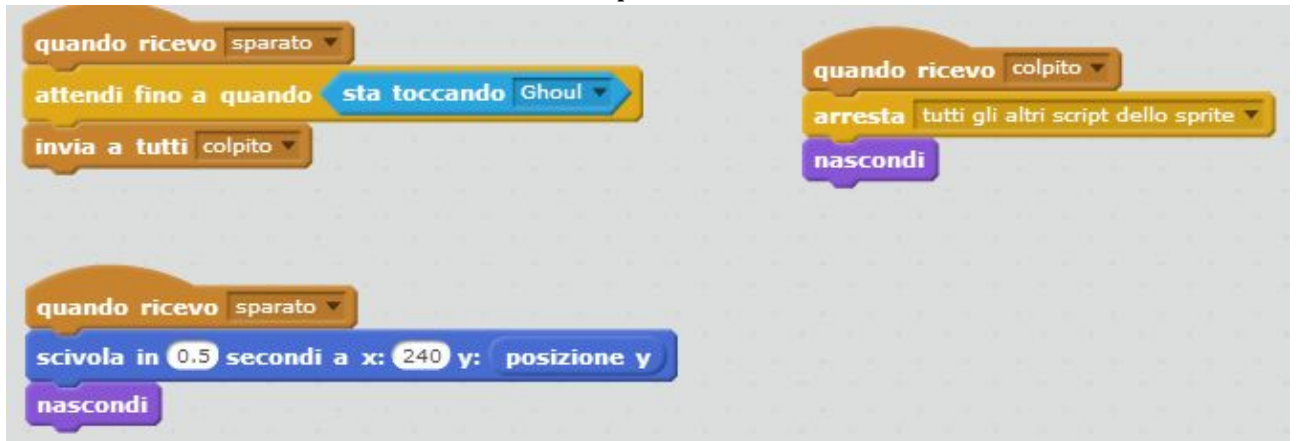 quando ricevo sparato
attendi fino a quando sta toccando Ghoul
invia a tutti colpito
quando ricevo colpito
arresta tutti gli altri script dello sprite
nascondi
quando ricevo sparato
scivola in 0.5 secondi a x: 240 y: posizione y
nascondi